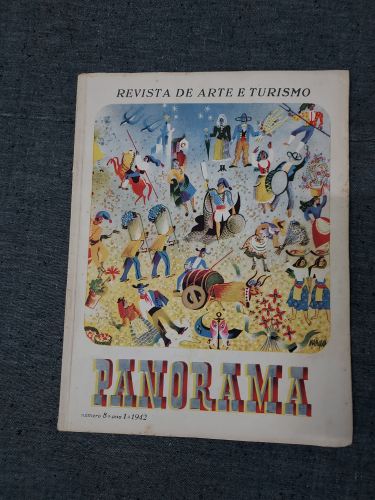 REVISTA DE ARTE E TURISMO
PANORAMA
número 8 * ano 1 * 1942